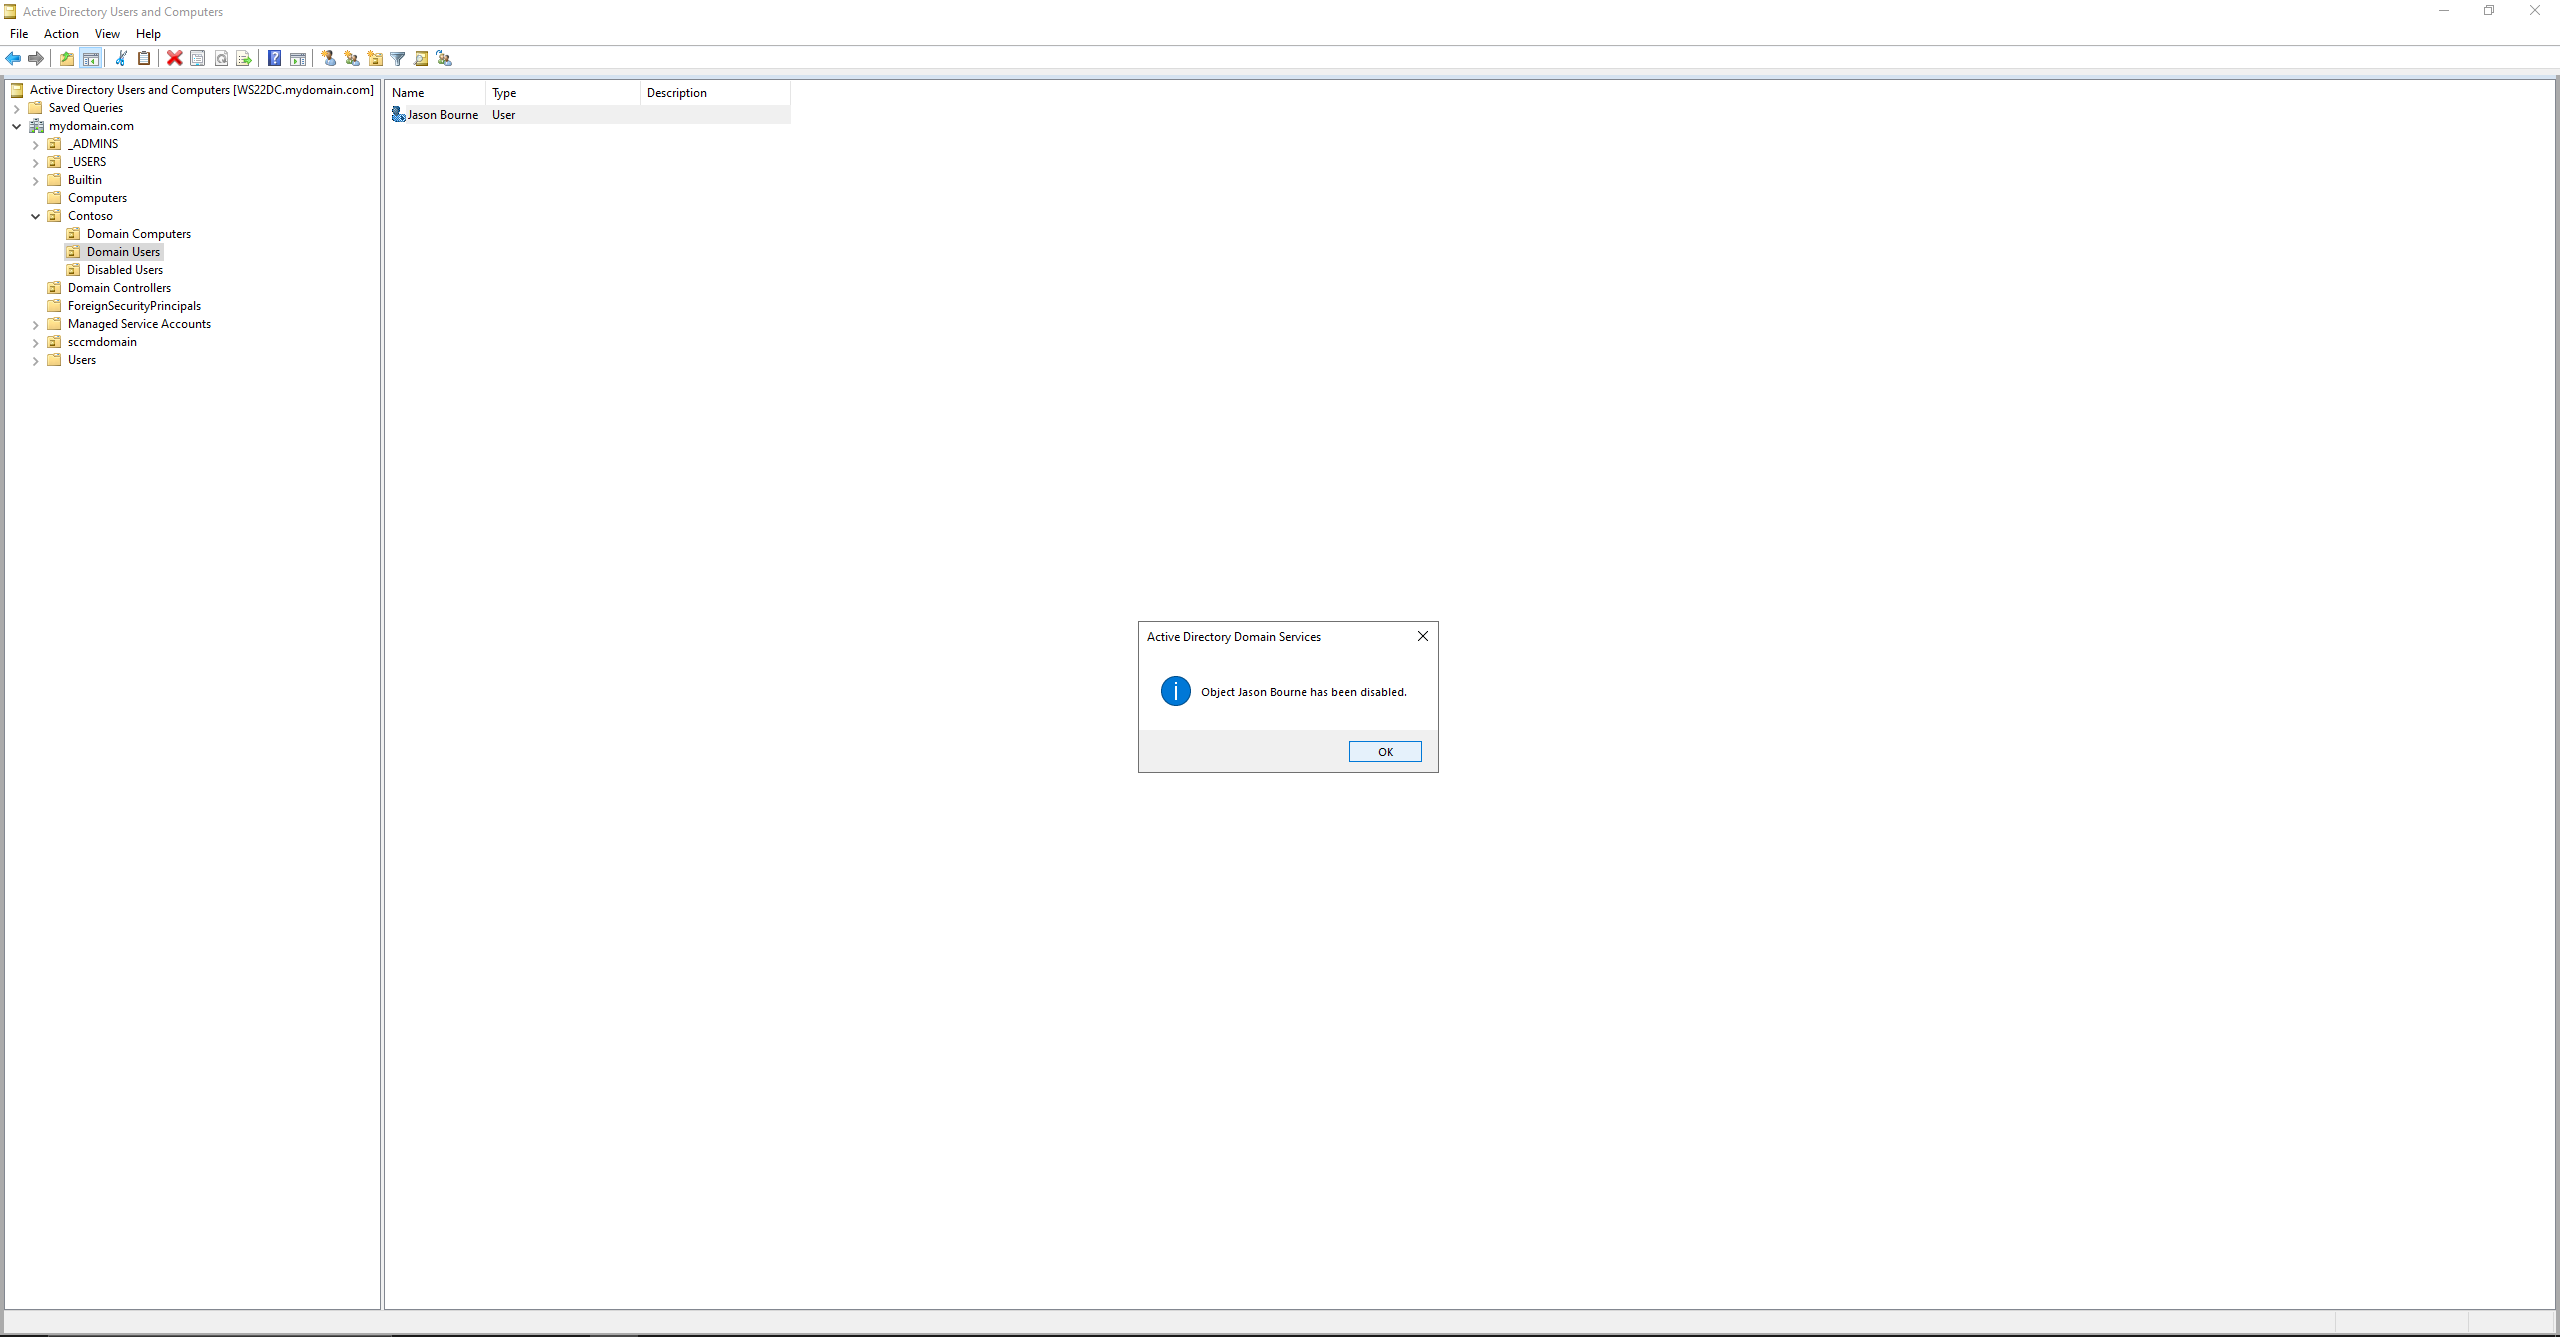 Active Directory Users and Computers
File Action View Help
Active Directory Users and Computers [WS22DC.mydomain.com]
Saved Queries
mydomain.com
_ADMINS
_USERS
Builtin
Computers
Contoso
Domain Computers
Domain Users
Disabled Users
Domain Controllers
ForeignSecurityPrincipals
Managed Service Accounts
sccmdomain
Users
Name Type Description
Jason Bourne User
Active Directory Domain Services
Object Jason Bourne has been disabled.
OK